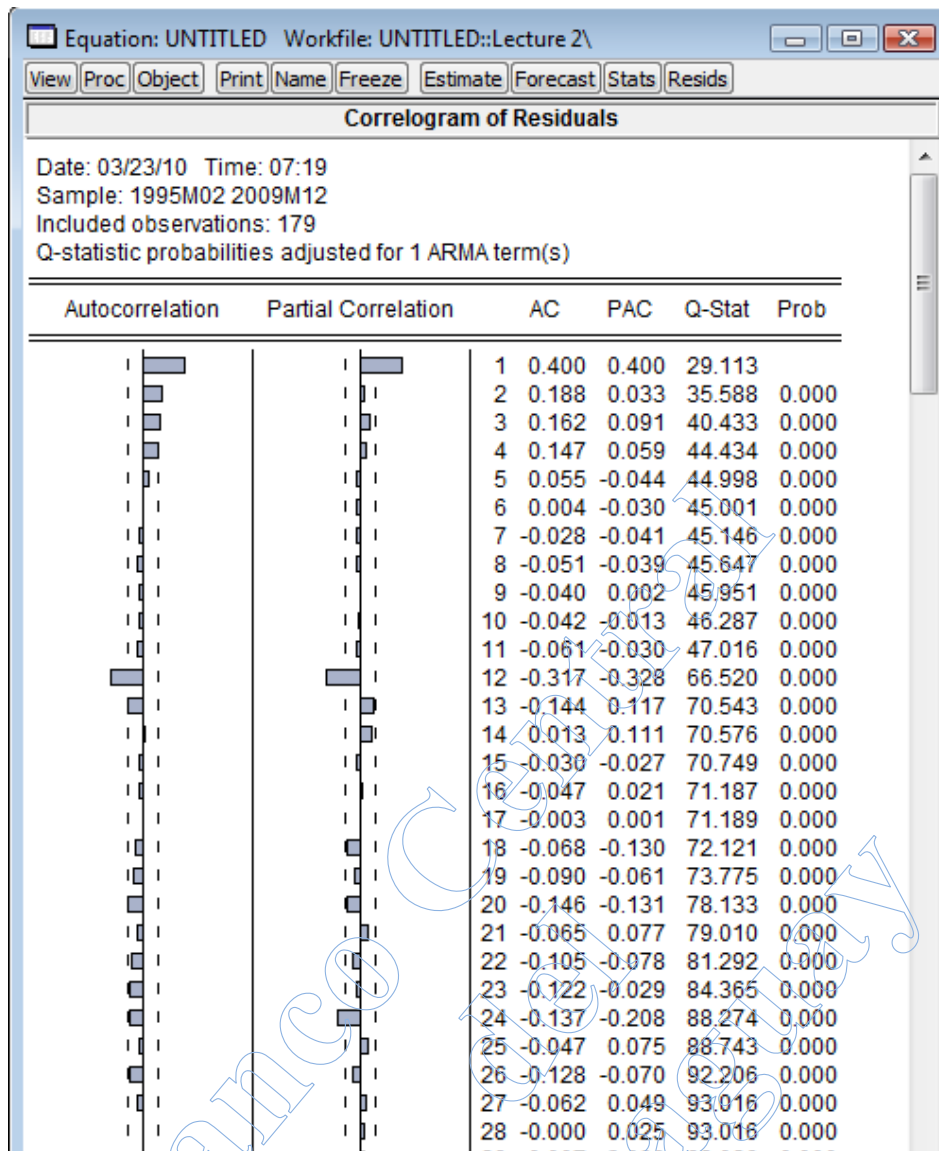 Equation: UNTITLED Workfile: UNTITLED::Lecture 2\
View Proc Object Print Name Freeze Estimate Forecast Stats Resids
Correlogram of Residuals
Date: 03/23/10 Time: 07:19
Sample: 1995M02 2009M12
Included observations: 179
Q-statistic probabilities adjusted for 1 ARMA term(s)
Autocorrelation Partial Correlation AC PAC Q-Stat Prob
1 0.400 0.400 29.113
2 0.188 0.033 35.588 0.000
3 0.162 0.091 40.433 0.000
4 0.147 0.059 44.434 0.000
5 0.055 -0.044 44.998 0.000
6 0.004 -0.030 45.001 0.000
7 -0.028 -0.041 45.146 0.000
8 -0.051 -0.039 45.647 0.000
9 -0.040 0.002 45.951 0.000
10 -0.042 -0.013 46.287 0.000
11 -0.061 -0.030 47.016 0.000
12 -0.317 -0.328 66.520 0.000
13 -0.144 0.117 70.543 0.000
14 0.013 0.111 70.576 0.000
15 -0.030 -0.027 70.749 0.000
16 -0.047 0.021 71.187 0.000
17 -0.003 0.001 71.189 0.000
18 -0.068 -0.130 72.121 0.000
19 -0.090 -0.061 73.775 0.000
20 -0.146 -0.131 78.133 0.000
21 -0.065 0.077 79.010 0.000
22 -0.105 -0.078 81.292 0.000
23 -0.122 -0.029 84.365 0.000
24 -0.137 -0.208 88.274 0.000
25 -0.047 0.075 88.743 0.000
26 -0.128 -0.070 92.206 0.000
27 -0.062 0.049 93.016 0.000
28 -0.000 0.025 93.016 0.000
anco Central
del
aguay